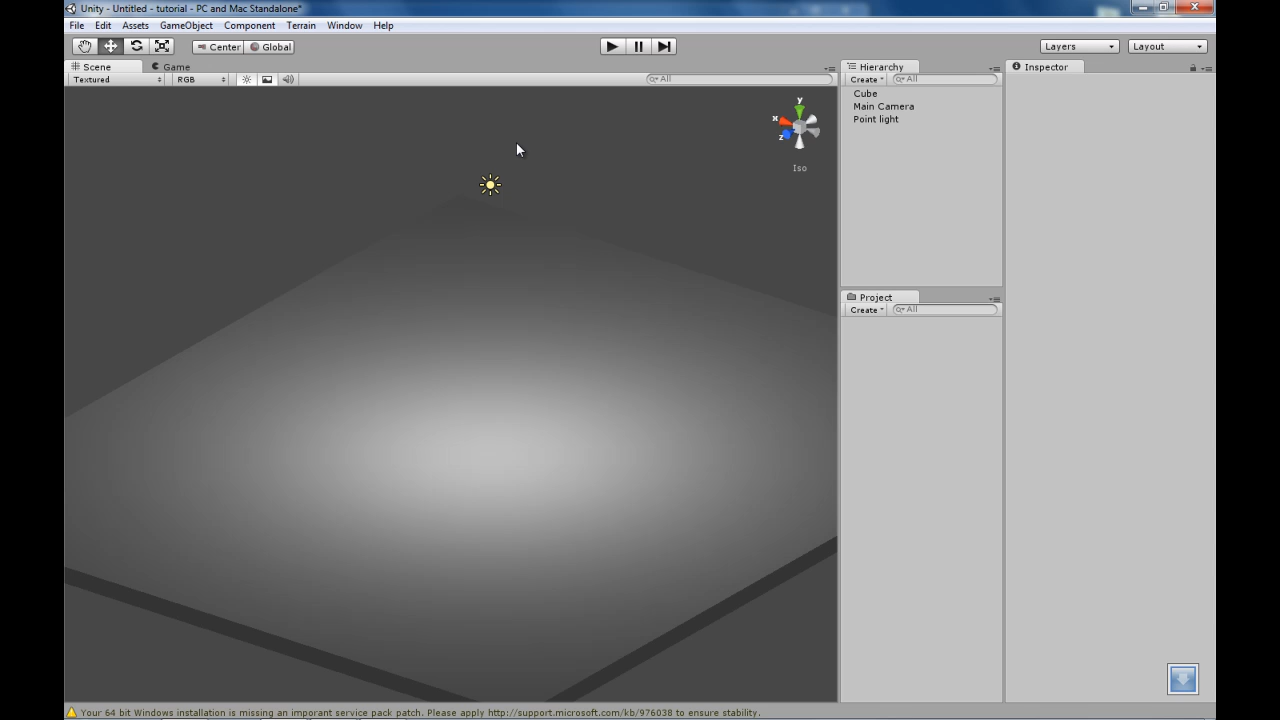 Unity - Untitled - tutorial - PC and Mac Standalone*
File Edit Assets GameObject Component Terrain Window Help
Center Global Layers Layout
Scene Game Hierarchy Inspector
Textured RGB All Create All
Cube
Main Camera
Point light
y
x
z
Iso
Project
Create All
Your 64 bit Windows installation is missing an imporant service pack patch. Please apply http://support.microsoft.com/kb/976038 to ensure stability.